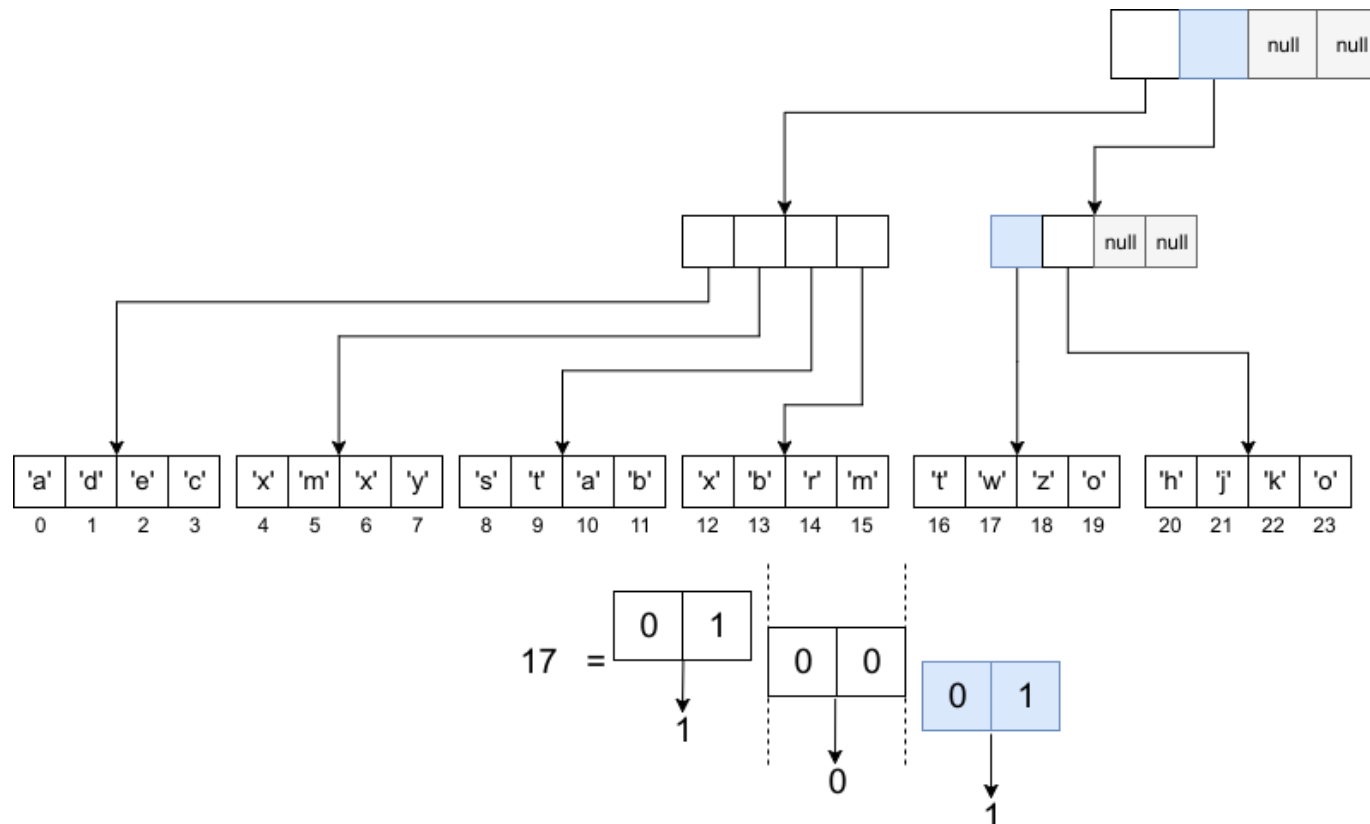 null null
null null
'a' 'd' 'e' 'c' 'x' 'm' 'x' 'y' 's' 't' 'a' 'b' 'x' 'b' 'r' 'm' 't' 'w' 'z' 'o' 'h' 'j' 'k' 'o'
0 1 2 3 4 5 6 7 8 9 10 11 12 13 14 15 16 17 18 19 20 21 22 23
17 = 0 1 0 0 0 1
1
0
1